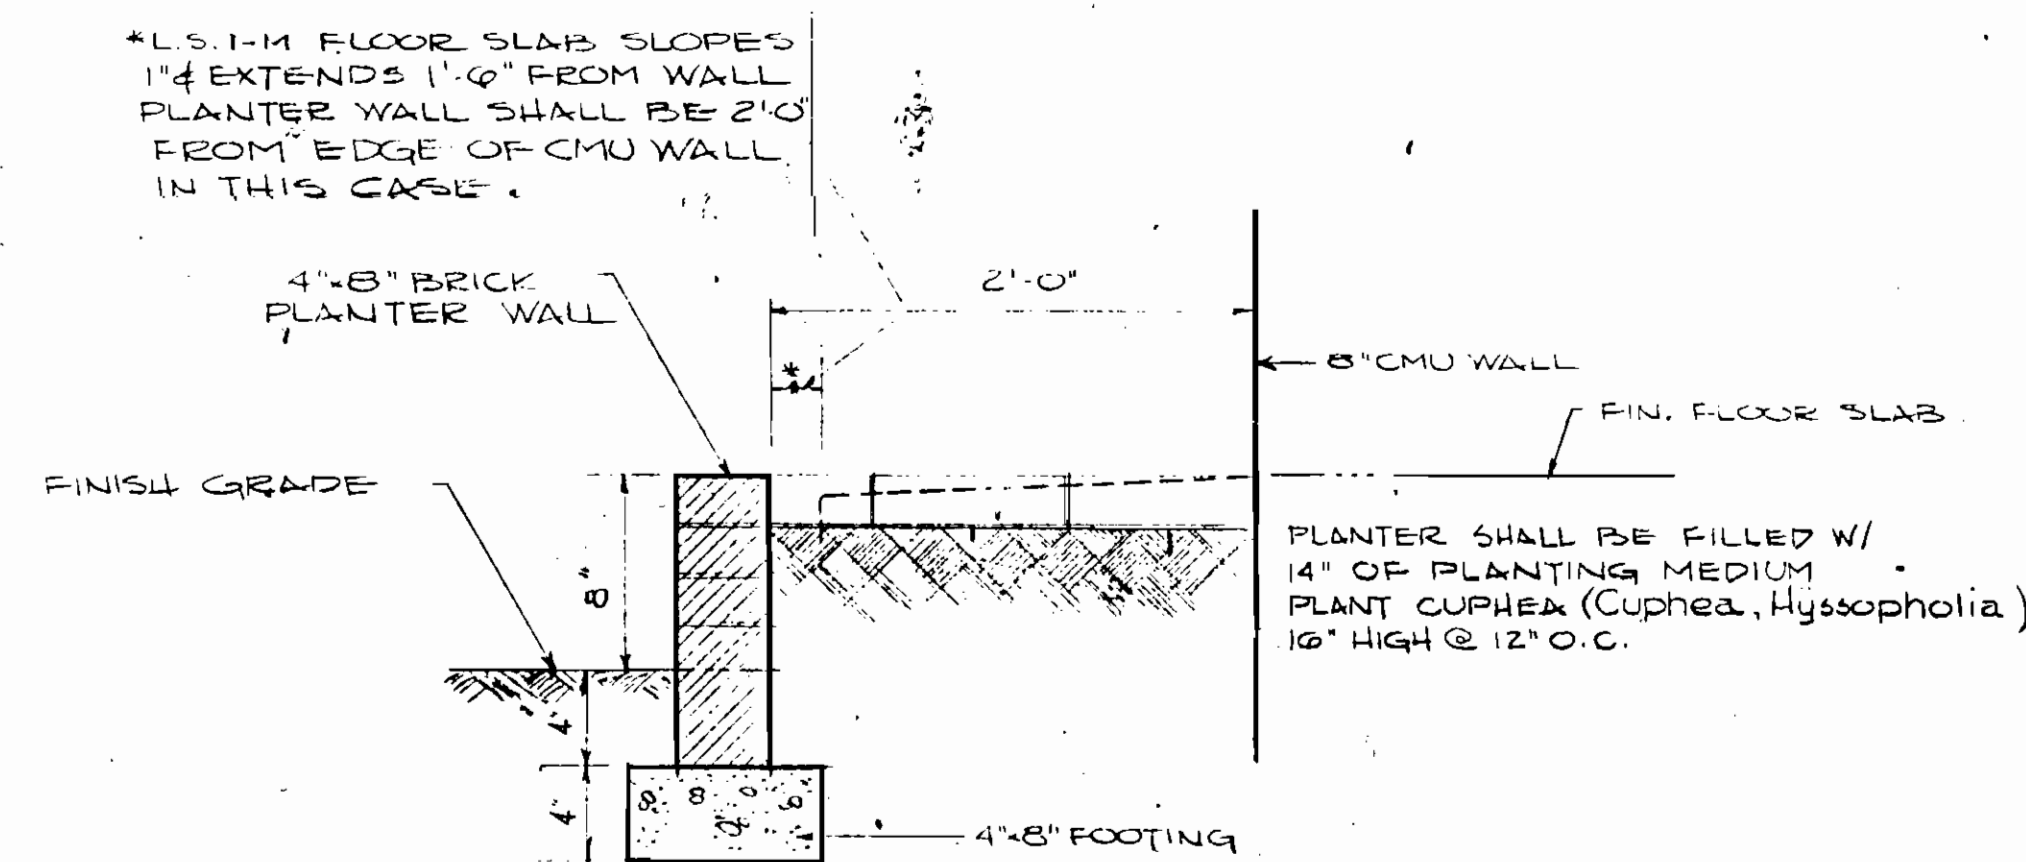 *L.S. 1-M FLOOR SLAB SLOPES
1" & EXTENDS 1'-6" FROM WALL
PLANTER WALL SHALL BE 2'-0"
FROM EDGE OF CMU WALL
IN THIS CASE.
4"x8" BRICK
PLANTER WALL
2'-0"
*
8" CMU WALL
FIN. FLOOR SLAB
FINISH GRADE
8"
PLANTER SHALL BE FILLED W/
14" OF PLANTING MEDIUM
PLANT CUPHEA (Cuphea, Hyssopholia)
16" HIGH @ 12" O.C.
4"
4"
4"x8" FOOTING